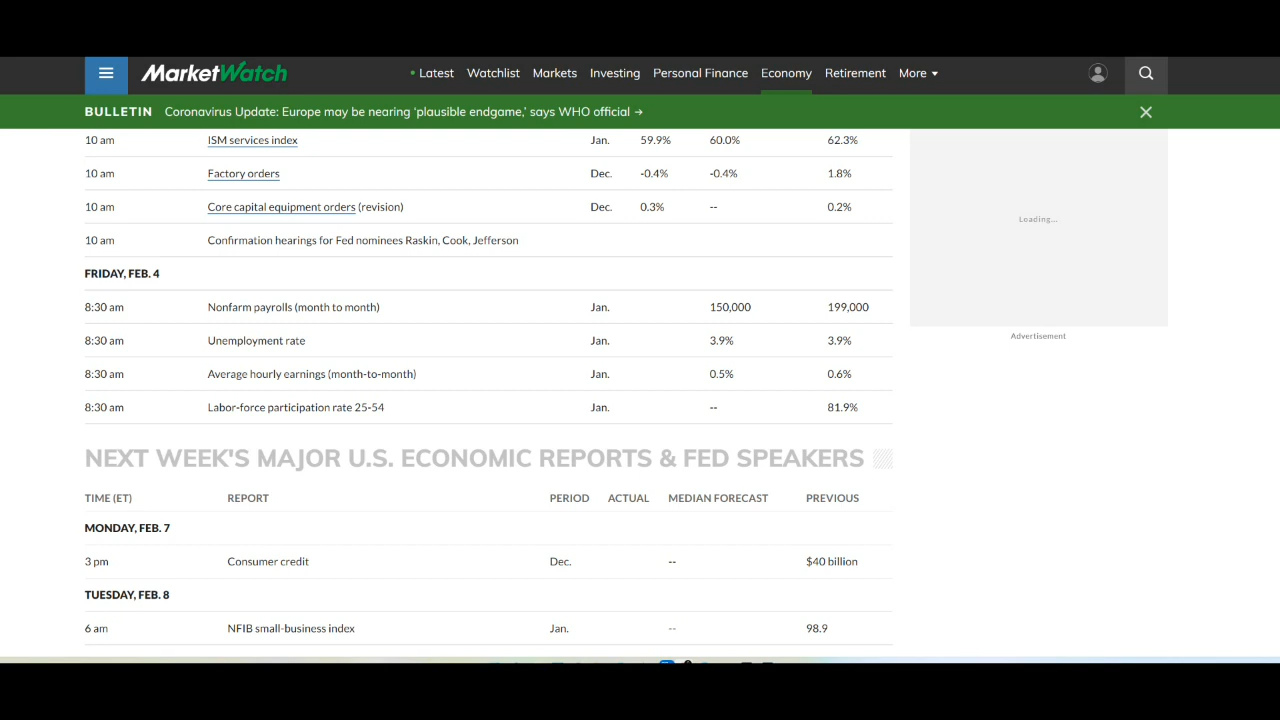 MarketWatch
• Latest Watchlist Markets Investing Personal Finance Economy Retirement More
BULLETIN Coronavirus Update: Europe may be nearing ‘plausible endgame,’ says WHO official →
10 am ISM services index Jan. 59.9% 60.0% 62.3%
10 am Factory orders Dec. -0.4% -0.4% 1.8%
10 am Core capital equipment orders (revision) Dec. 0.3% -- 0.2%
10 am Confirmation hearings for Fed nominees Raskin, Cook, Jefferson
FRIDAY, FEB. 4
8:30 am Nonfarm payrolls (month to month) Jan. 150,000 199,000
8:30 am Unemployment rate Jan. 3.9% 3.9%
8:30 am Average hourly earnings (month-to-month) Jan. 0.5% 0.6%
8:30 am Labor-force participation rate 25-54 Jan. -- 81.9%
NEXT WEEK'S MAJOR U.S. ECONOMIC REPORTS & FED SPEAKERS
TIME (ET) REPORT PERIOD ACTUAL MEDIAN FORECAST PREVIOUS
MONDAY, FEB. 7
3 pm Consumer credit Dec. -- $40 billion
TUESDAY, FEB. 8
6 am NFIB small-business index Jan. -- 98.9
Loading...
Advertisement